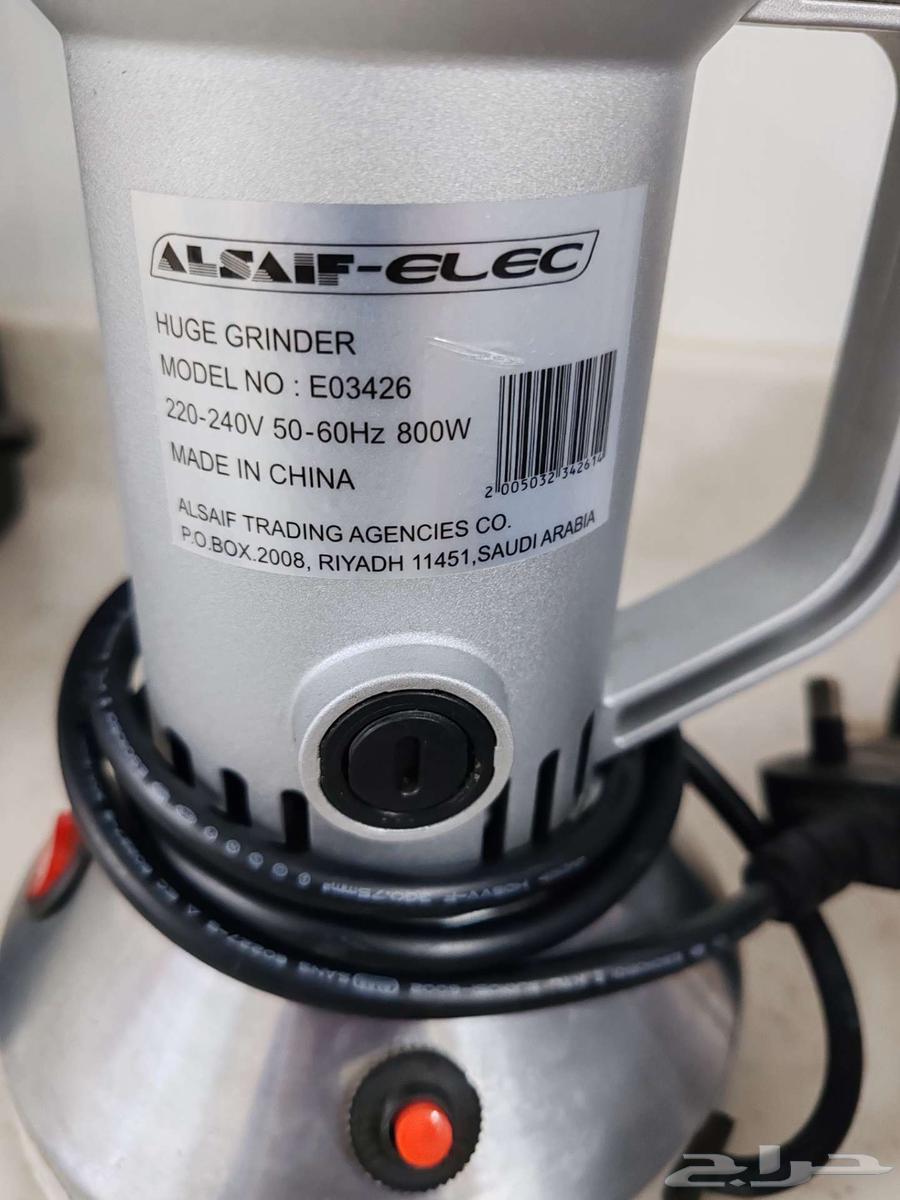 ALSAIF-ELEC
HUGE GRINDER
MODEL NO : E03426
220-240V 50-60Hz 800W
MADE IN CHINA
2 005032 342614
ALSAIF TRADING AGENCIES CO.
P.O.BOX.2008, RIYADH 11451,SAUDI ARABIA
حراج